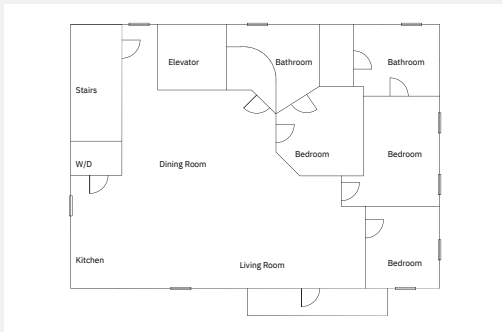 Elevator
Bathroom
Bathroom
Stairs
Bedroom
Bedroom
W/D
Dining Room
Kitchen
Living Room
Bedroom